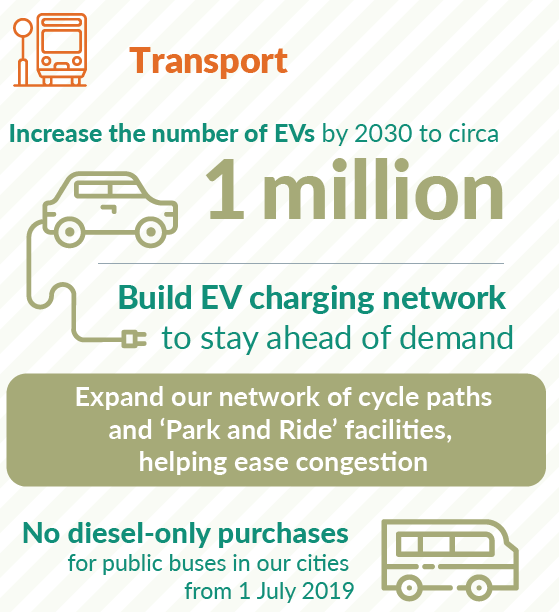 Transport
Increase the number of EVs by 2030 to circa
1 million
Build EV charging network
to stay ahead of demand
Expand our network of cycle paths
and ‘Park and Ride’ facilities,
helping ease congestion
No diesel-only purchases
for public buses in our cities
from 1 July 2019